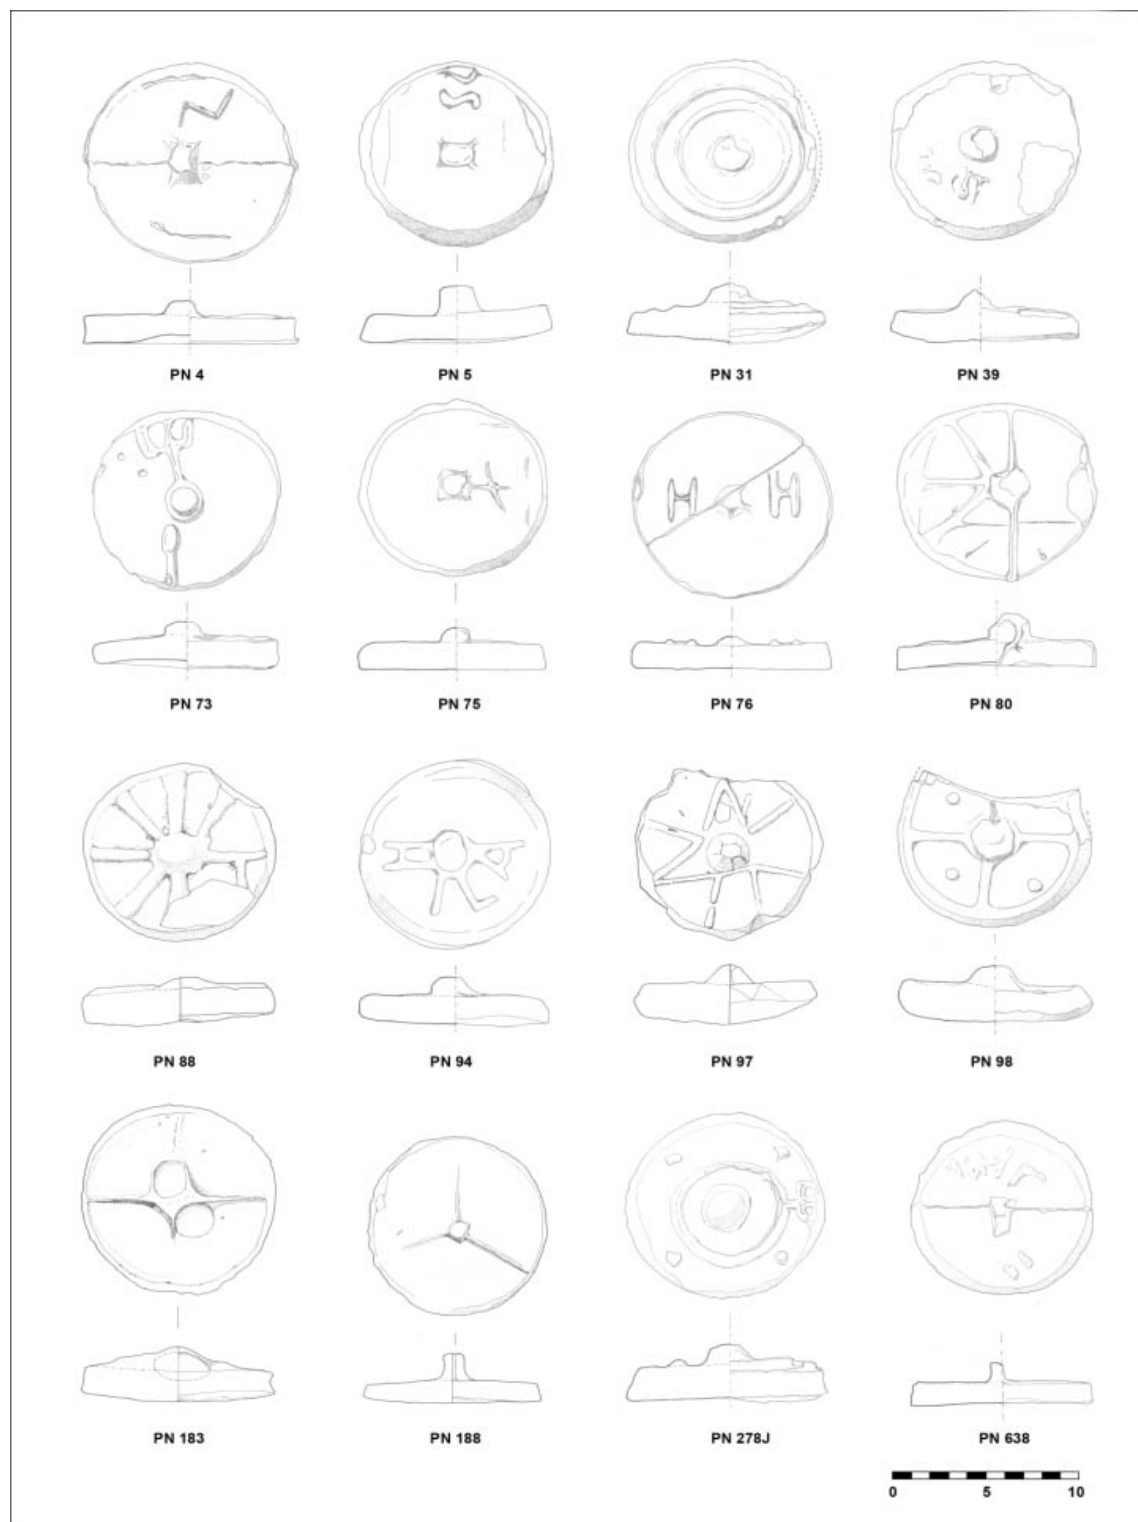 PN 4 PN 5 PN 31 PN 39
PN 73 PN 75 PN 76 PN 80
H H
PN 88 PN 94 PN 97 PN 98
PN 183 PN 188 PN 278J PN 638
0 5 10